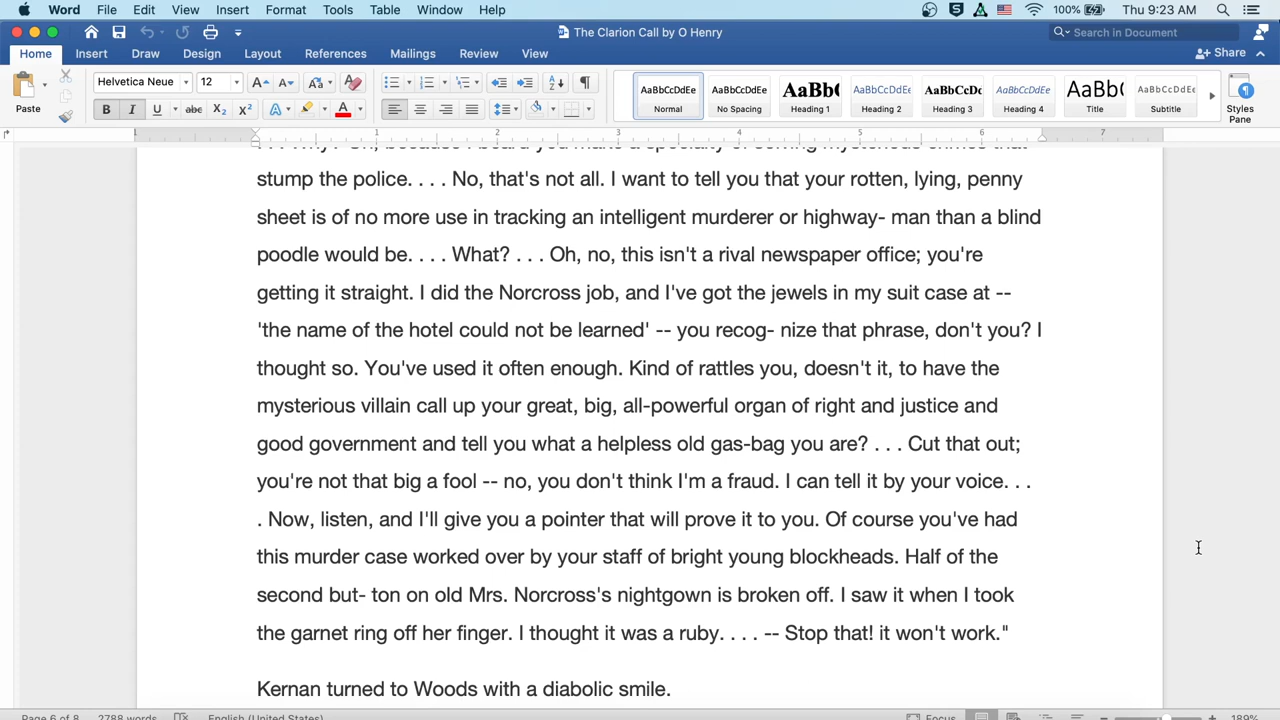 Word File Edit View Insert Format Tools Table Window Help 100% Thu 9:23 AM
The Clarion Call by O Henry Search in Document
Home Insert Draw Design Layout References Mailings Review View Share
Paste Helvetica Neue 12 B I U abc X₂ X² A A
AaBbCcDdEe AaBbCcDdEe AaBbC AaBbCcDdE AaBbCcDc AaBbCcDdEe AaBbC AaBbCcDdEe
Normal No Spacing Heading 1 Heading 2 Heading 3 Heading 4 Title Subtitle Styles Pane
1 1 2 3 4 5 6 7
stump the police. . . . No, that's not all. I want to tell you that your rotten, lying, penny
sheet is of no more use in tracking an intelligent murderer or highway- man than a blind
poodle would be. . . . What? . . . Oh, no, this isn't a rival newspaper office; you're
getting it straight. I did the Norcross job, and I've got the jewels in my suit case at --
'the name of the hotel could not be learned' -- you recog- nize that phrase, don't you? I
thought so. You've used it often enough. Kind of rattles you, doesn't it, to have the
mysterious villain call up your great, big, all-powerful organ of right and justice and
good government and tell you what a helpless old gas-bag you are? . . . Cut that out;
you're not that big a fool -- no, you don't think I'm a fraud. I can tell it by your voice. . .
. Now, listen, and I'll give you a pointer that will prove it to you. Of course you've had
this murder case worked over by your staff of bright young blockheads. Half of the
second but- ton on old Mrs. Norcross's nightgown is broken off. I saw it when I took
the garnet ring off her finger. I thought it was a ruby. . . . -- Stop that! it won't work."
Kernan turned to Woods with a diabolic smile.
Page 6 of 8 2788 words English (United States) Focus 189%